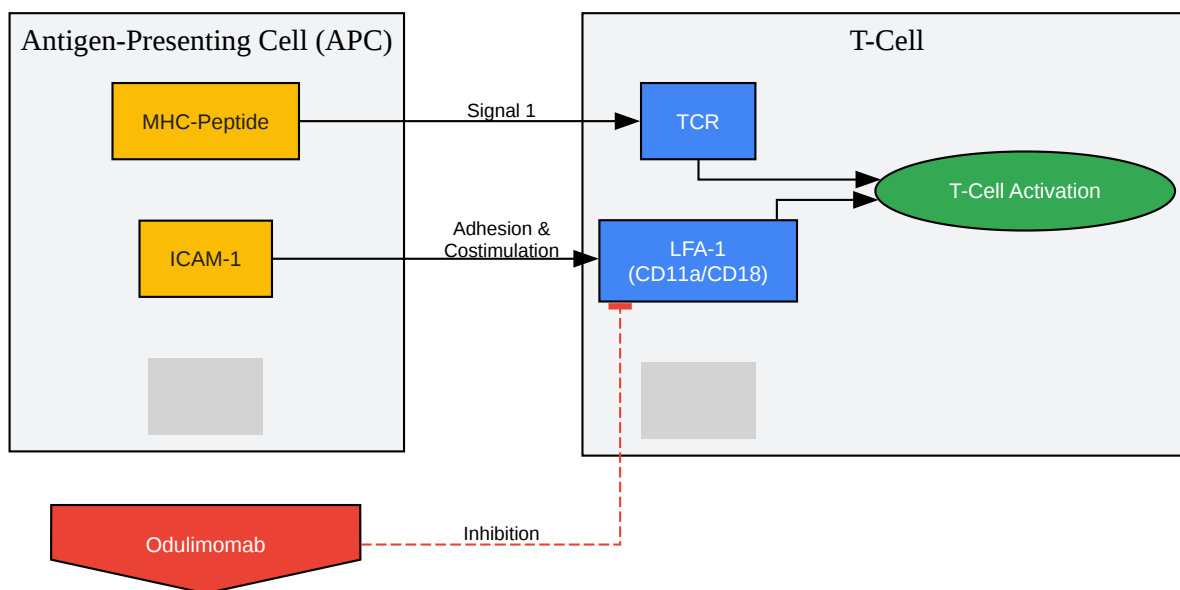 Antigen-Presenting Cell (APC)
T-Cell
MHC-Peptide
Signal 1
TCR
T-Cell Activation
ICAM-1
Adhesion &
Costimulation
LFA-1
(CD11a/CD18)
Odulimomab
Inhibition